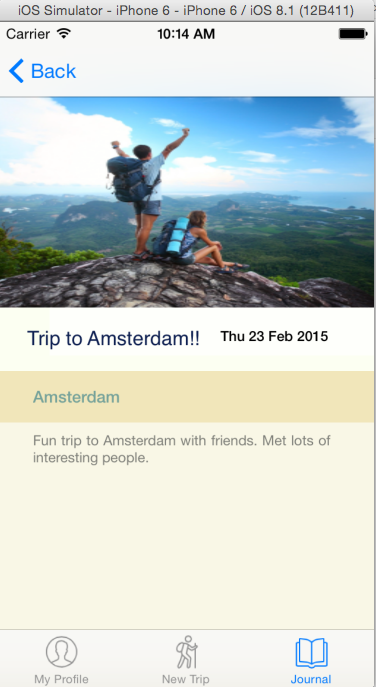 iOS Simulator - iPhone 6 - iPhone 6 / iOS 8.1 (12B411)
Carrier 10:14 AM
Back
Trip to Amsterdam!! Thu 23 Feb 2015
Amsterdam
Fun trip to Amsterdam with friends. Met lots of
interesting people.
My Profile New Trip Journal